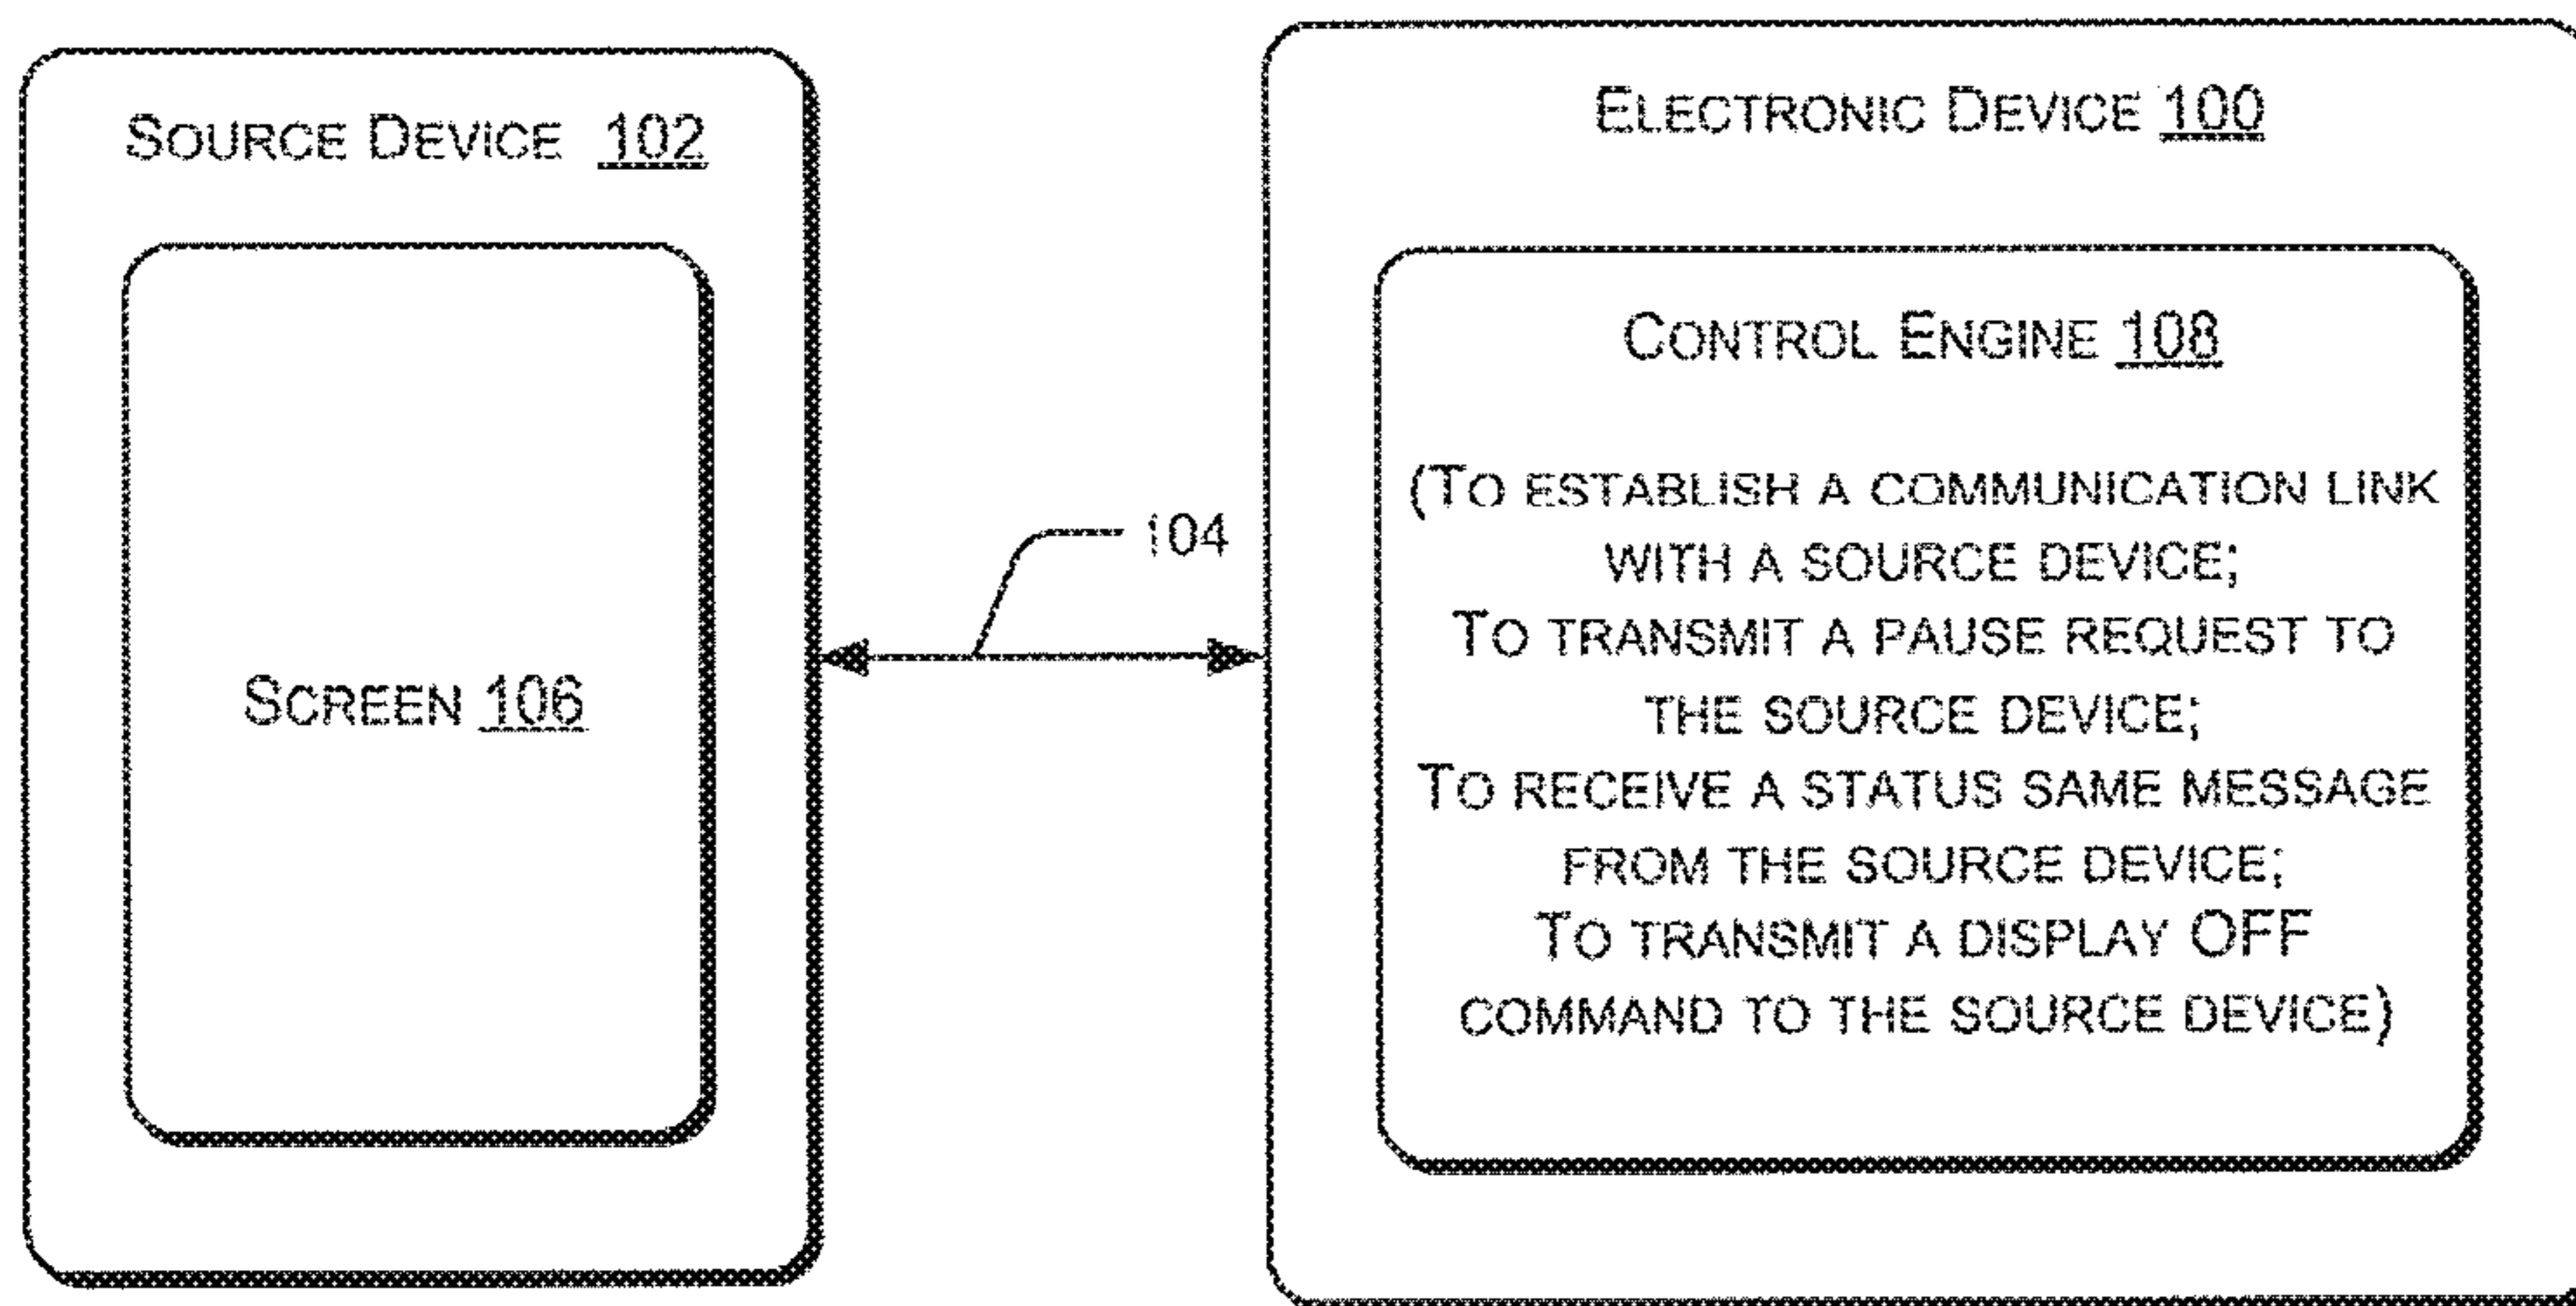 SOURCE DEVICE 102
SCREEN 106
104
ELECTRONIC DEVICE 100
CONTROL ENGINE 108
(TO ESTABLISH A COMMUNICATION LINK
WITH A SOURCE DEVICE;
TO TRANSMIT A PAUSE REQUEST TO
THE SOURCE DEVICE;
TO RECEIVE A STATUS SAME MESSAGE
FROM THE SOURCE DEVICE;
TO TRANSMIT A DISPLAY OFF
COMMAND TO THE SOURCE DEVICE)